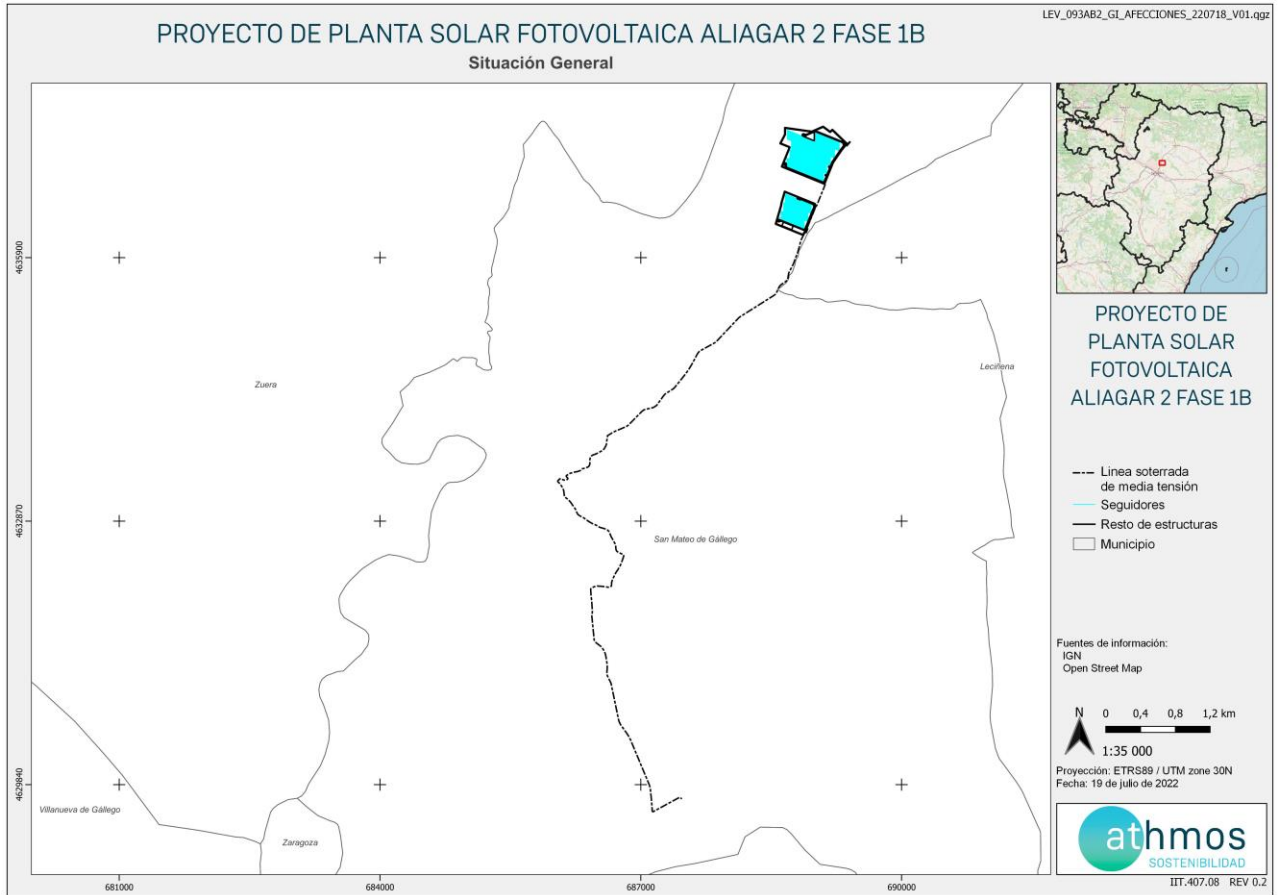 LEV_093AB2_GI_AFECCIONES_220718_V01.qgz
PROYECTO DE PLANTA SOLAR FOTOVOLTAICA ALIAGAR 2 FASE 1B
Situación General
4635900
4632870
4629840
Zuera
Leciñena
San Mateo de Gállego
Villanueva de Gállego
Zaragoza
681000
684000
687000
690000
PROYECTO DE
PLANTA SOLAR
FOTOVOLTAICA
ALIAGAR 2 FASE 1B
Linea soterrada
de media tensión
Seguidores
Resto de estructuras
Municipio
Fuentes de información:
IGN
Open Street Map
N
0 0,4 0,8 1,2 km
1:35 000
Proyección: ETRS89 / UTM zone 30N
Fecha: 19 de julio de 2022
athmos
SOSTENIBILIDAD
IIT.407.08 REV 0.2